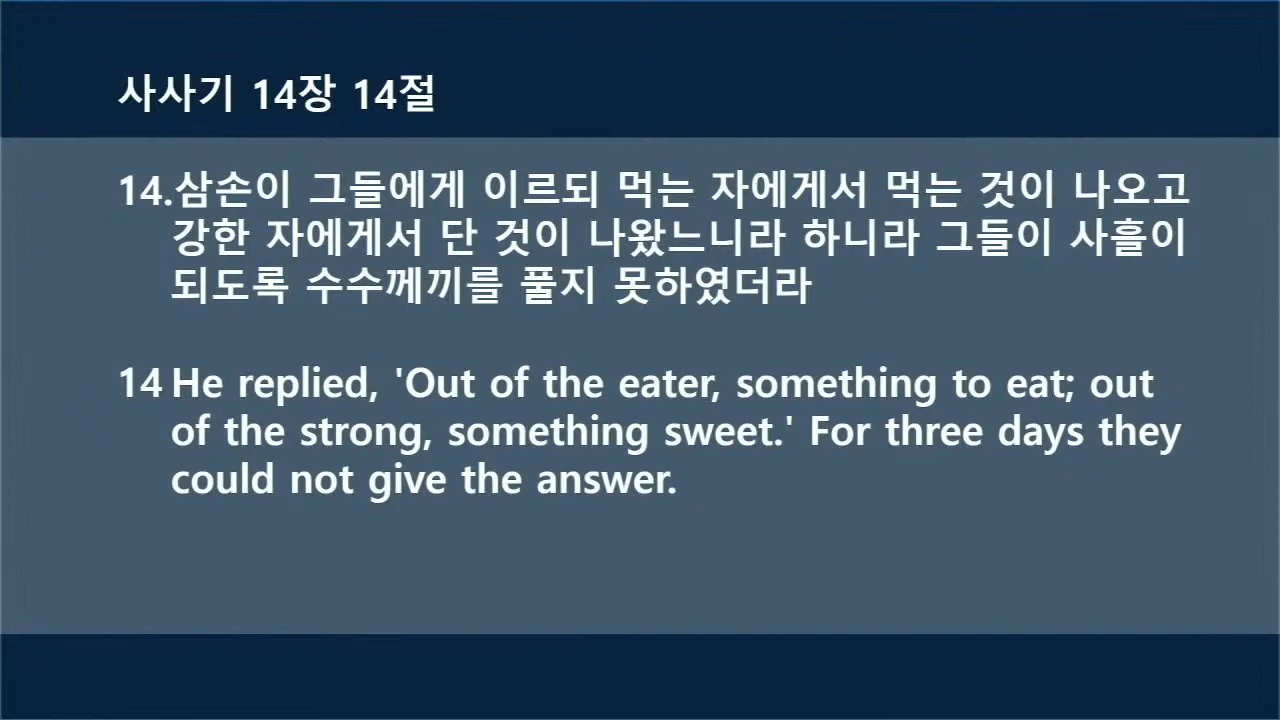 사사기 14장 14절
14.삼손이 그들에게 이르되 먹는 자에게서 먹는 것이 나오고
강한 자에게서 단 것이 나왔느니라 하니라 그들이 사흘이
되도록 수수께끼를 풀지 못하였더라
14 He replied, 'Out of the eater, something to eat; out
of the strong, something sweet.' For three days they
could not give the answer.